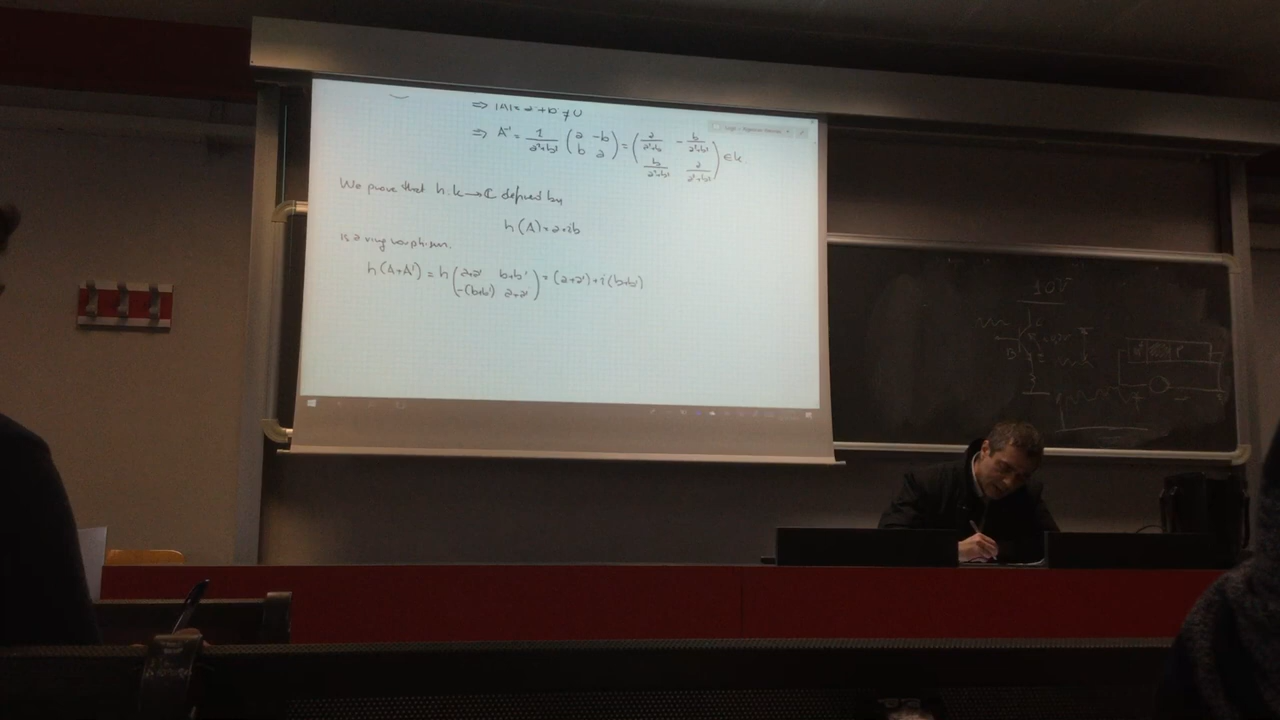 ⇒ |A| = a²+b² ≠ 0
⇒ A⁻¹ = 1/(a²+b²) (a -b; b a) = (a/(a²+b²) -b/(a²+b²); b/(a²+b²) a/(a²+b²)) ∈ k
We prove that h: k → ℂ defined by
h(A) = a+ib
is a ring morphism.
h(A+A') = h(a+a' b+b'; -(b+b') a+a') = (a+a') + i(b+b')
10V